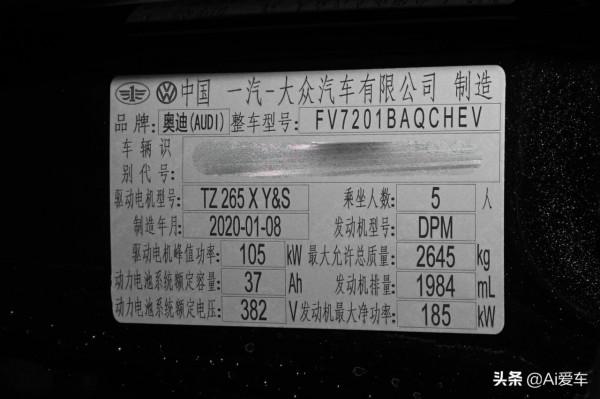 中国 一汽-大众汽车有限公司 制造
品牌: 奥迪(AUDI) 整车型号: FV7201BAQCHEV
车辆识
别代号:
驱动电机型号: TZ 265 X Y&S 乘坐人数: 5 人
制造年月: 2020-01-08 发动机型号: DPM
驱动电机峰值功率: 105 kW 最大允许总质量: 2645 kg
动力电池系统额定容量: 37 Ah 发动机排量: 1984 mL
动力电池系统额定电压: 382 V 发动机最大净功率: 185 kW
头条 @Ai爱车